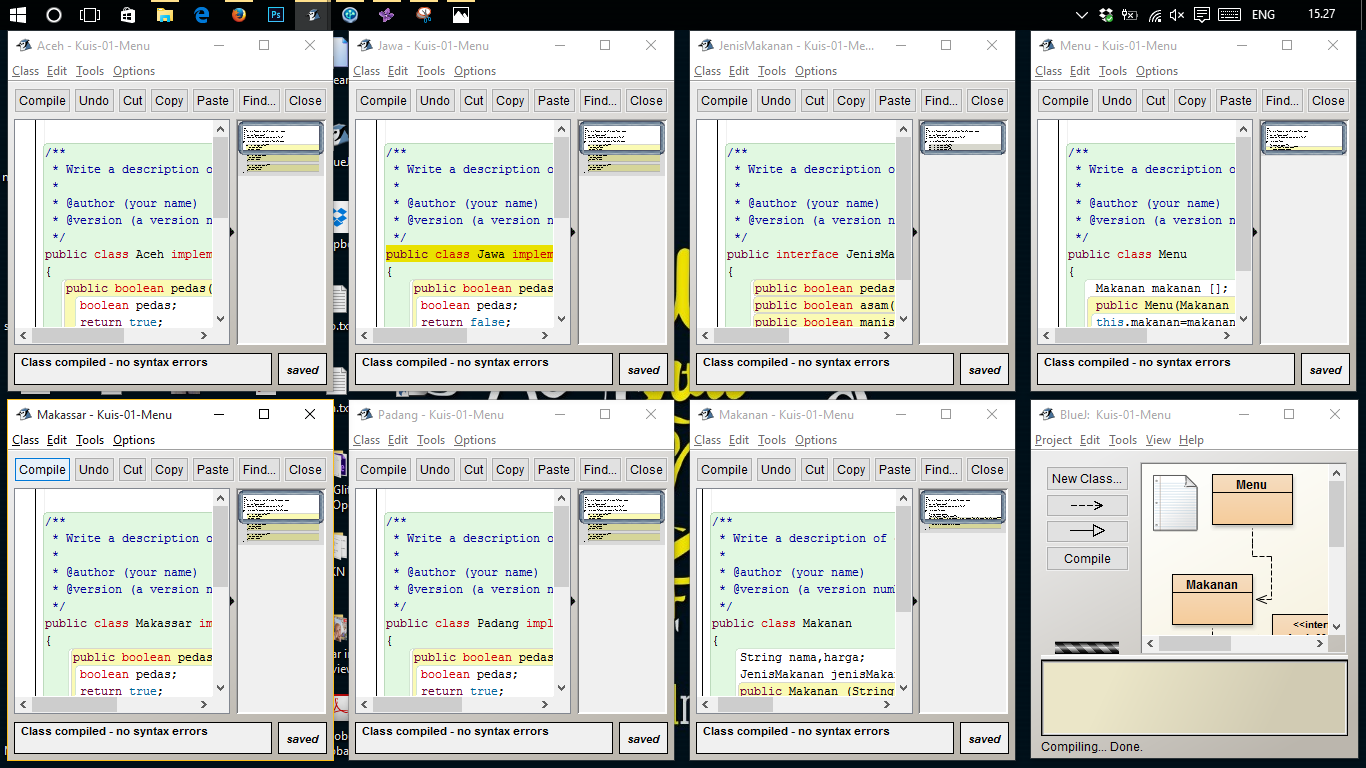 ENG
15.27
Aceh - Kuis-01-Menu
Class Edit Tools Options
Compile Undo Cut Copy Paste Find... Close
/**
* Write a description o
*
* @author (your name)
* @version (a version n
*/
public class Aceh implem
{
public boolean pedas(
boolean pedas;
return true;
Class compiled - no syntax errors
saved
Jawa - Kuis-01-Menu
Class Edit Tools Options
Compile Undo Cut Copy Paste Find... Close
/**
* Write a description o
*
* @author (your name)
* @version (a version n
*/
public class Jawa implem
{
public boolean pedas
boolean pedas;
return false;
Class compiled - no syntax errors
saved
JenisMakanan - Kuis-01-Me...
Class Edit Tools Options
Compile Undo Cut Copy Paste Find... Close
/**
* Write a description o
*
* @author (your name)
* @version (a version n
*/
public interface JenisMa
{
public boolean pedas
public boolean asam(
public boolean manis
Class compiled - no syntax errors
saved
Menu - Kuis-01-Menu
Class Edit Tools Options
Compile Undo Cut Copy Paste Find... Close
/**
* Write a description o
*
* @author (your name)
* @version (a version n
*/
public class Menu
{
Makanan makanan [];
public Menu(Makanan
this.makanan=makanan
Class compiled - no syntax errors
saved
Makassar - Kuis-01-Menu
Class Edit Tools Options
Compile Undo Cut Copy Paste Find... Close
/**
* Write a description o
*
* @author (your name)
* @version (a version n
*/
public class Makassar im
{
public boolean pedas
boolean pedas;
return true;
Class compiled - no syntax errors
saved
Padang - Kuis-01-Menu
Class Edit Tools Options
Compile Undo Cut Copy Paste Find... Close
/**
* Write a description o
*
* @author (your name)
* @version (a version n
*/
public class Padang impl
{
public boolean pedas
boolean pedas;
return true;
Class compiled - no syntax errors
saved
Makanan - Kuis-01-Menu
Class Edit Tools Options
Compile Undo Cut Copy Paste Find... Close
/**
* Write a description of
*
* @author (your name)
* @version (a version num
*/
public class Makanan
{
String nama,harga;
JenisMakanan jenisMaka
public Makanan (String
Class compiled - no syntax errors
saved
BlueJ: Kuis-01-Menu
Project Edit Tools View Help
New Class...
Compile
Menu
Makanan
<<inter
Compiling... Done.